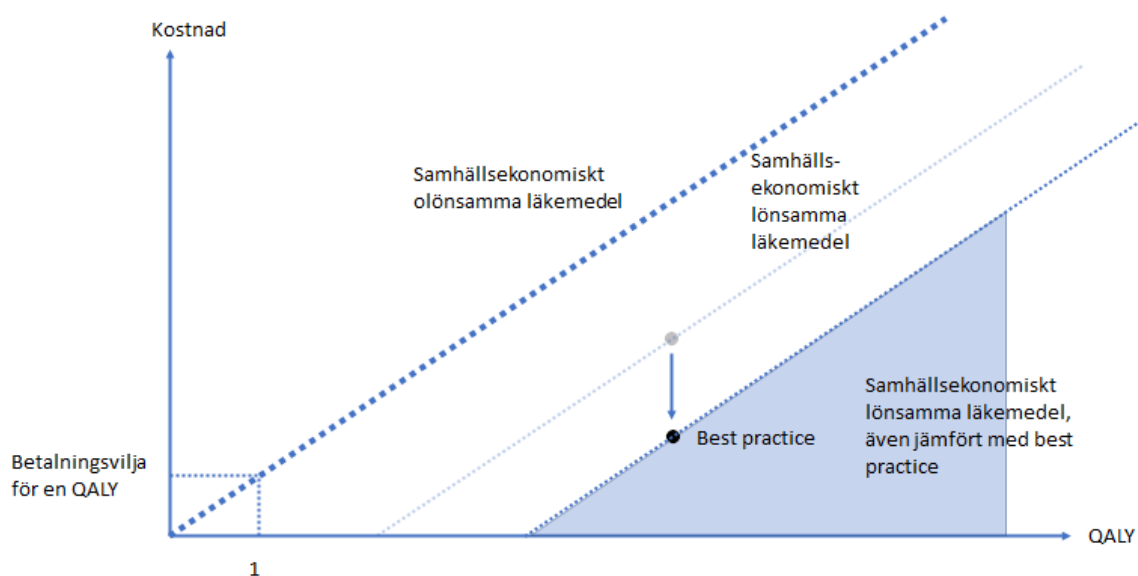 Kostnad
Samhällsekonomiskt
olönsamma läkemedel
Samhälls-
ekonomiskt
lönsamma
läkemedel
Samhällsekonomiskt
lönsamma läkemedel,
även jämfört med best
practice
Best practice
Betalningsvilja
för en QALY
QALY
1